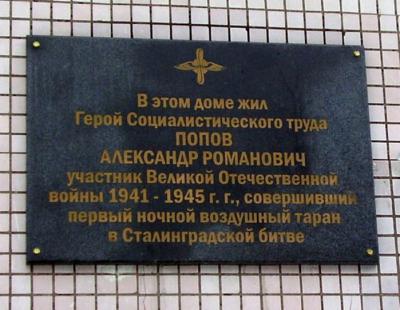 В этом доме жил
Герой Социалистического труда
ПОПОВ
АЛЕКСАНДР РОМАНОВИЧ
участник Великой Отечественной
войны 1941 - 1945 г. г., совершивший
первый ночной воздушный таран
в Сталинградской битве